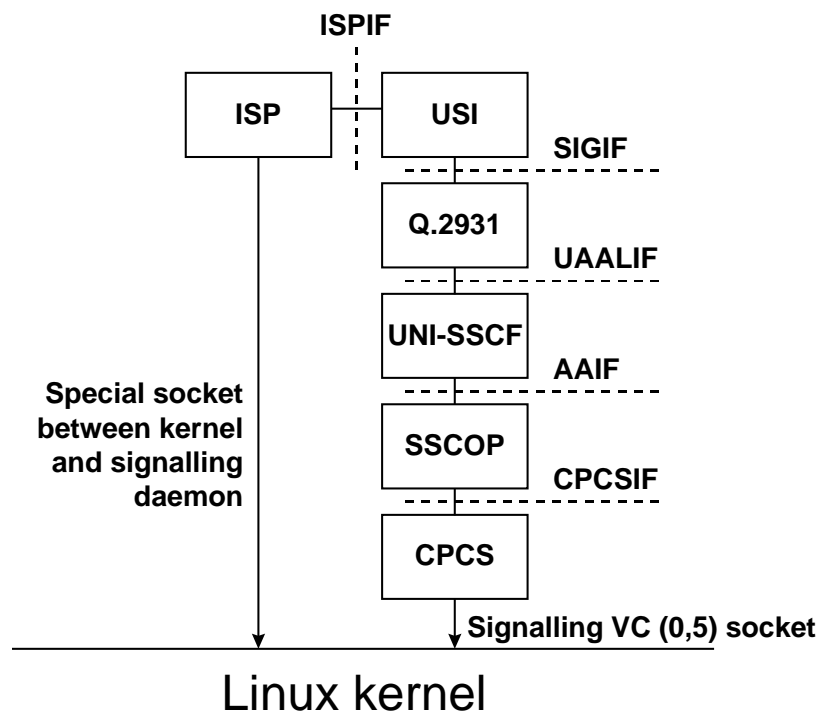 ISPIF
ISP
USI
SIGIF
Q.2931
UAALIF
UNI-SSCF
AAIF
Special socket
between kernel
and signalling
daemon
SSCOP
CPCSIF
CPCS
Signalling VC (0,5) socket
Linux kernel